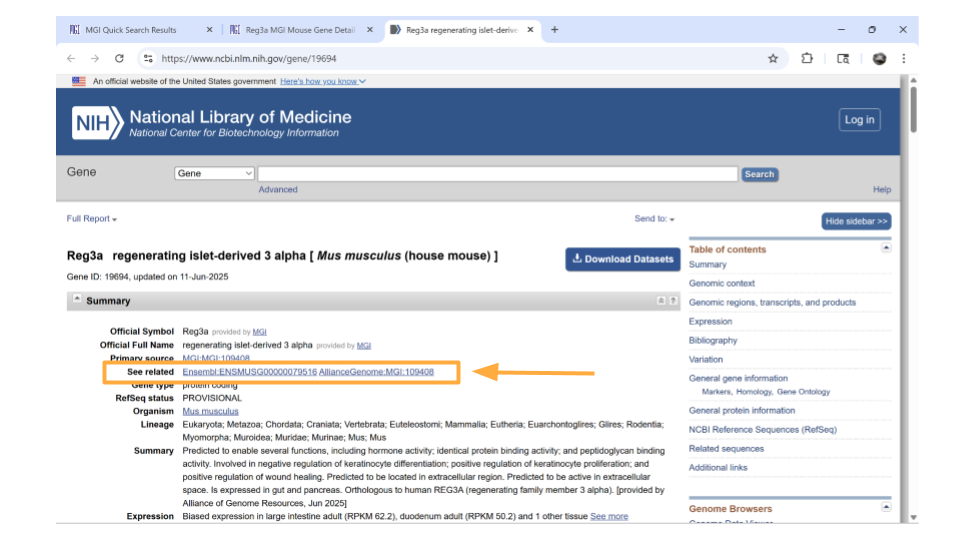 MGI Quick Search Results
Reg3a MGI Mouse Gene Detail
Reg3a regenerating islet-derive
https://www.ncbi.nlm.nih.gov/gene/19694
An official website of the United States government Here's how you know
NIH
National Library of Medicine
National Center for Biotechnology Information
Log in
Gene
Gene
Search
Advanced
Help
Full Report
Send to:
Hide sidebar >>
Reg3a regenerating islet-derived 3 alpha [ Mus musculus (house mouse) ]
Download Datasets
Gene ID: 19694, updated on 11-Jun-2025
Summary
?
Official Symbol Reg3a provided by MGI
Official Full Name regenerating islet-derived 3 alpha provided by MGI
Primary source MGI:MGI:109408
See related Ensembl:ENSMUSG00000079516 AllianceGenome:MGI:109408
Gene type protein coding
RefSeq status PROVISIONAL
Organism Mus musculus
Lineage Eukaryota; Metazoa; Chordata; Craniata; Vertebrata; Euteleostomi; Mammalia; Eutheria; Euarchontoglires; Glires; Rodentia;
Myomorpha; Muroidea; Muridae; Murinae; Mus; Mus
Summary Predicted to enable several functions, including hormone activity; identical protein binding activity; and peptidoglycan binding
activity. Involved in negative regulation of keratinocyte differentiation; positive regulation of keratinocyte proliferation; and
positive regulation of wound healing. Predicted to be located in extracellular region. Predicted to be active in extracellular
space. Is expressed in gut and pancreas. Orthologous to human REG3A (regenerating family member 3 alpha). [provided by
Alliance of Genome Resources, Jun 2025]
Expression Biased expression in large intestine adult (RPKM 62.2), duodenum adult (RPKM 50.2) and 1 other tissue See more
Table of contents
Summary
Genomic context
Genomic regions, transcripts, and products
Expression
Bibliography
Variation
General gene information
Markers, Homology, Gene Ontology
General protein information
NCBI Reference Sequences (RefSeq)
Related sequences
Additional links
Genome Browsers
Genome Data Viewer